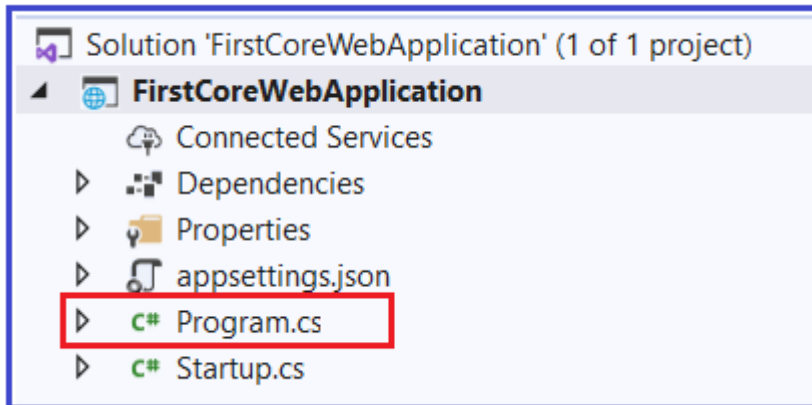 Solution 'FirstCoreWebApplication' (1 of 1 project)
FirstCoreWebApplication
Connected Services
Dependencies
Properties
appsettings.json
C# Program.cs
C# Startup.cs